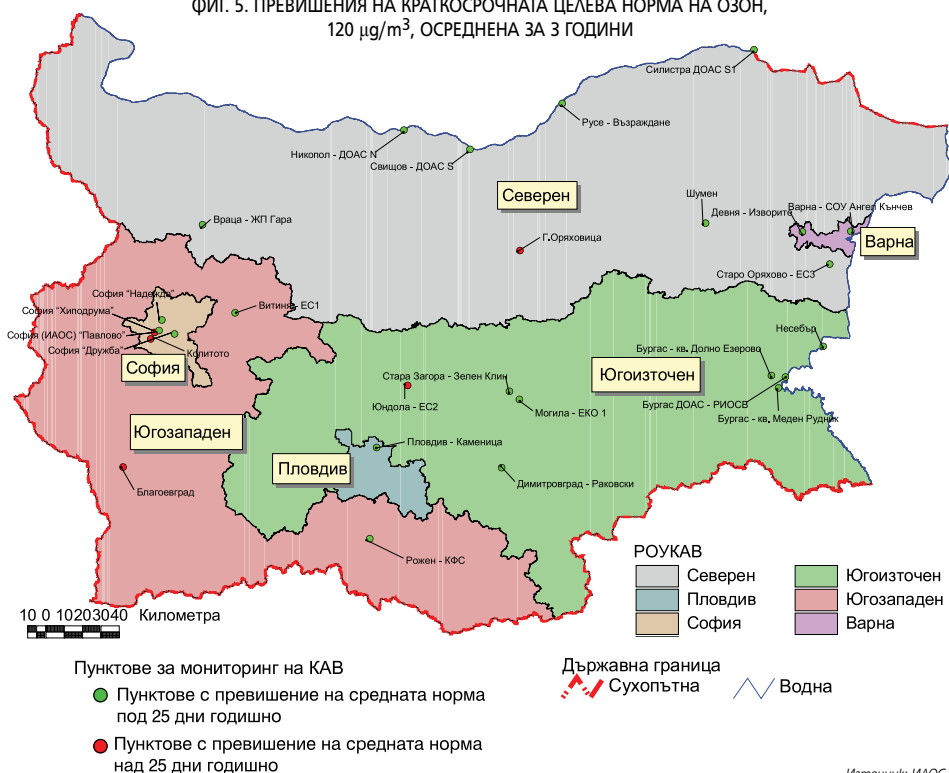 ФИГ. 5. ПРЕВИШЕНИЯ НА КРАТКОСРОЧНАТА ЦЕЛЕВА НОРМА НА ОЗОН,
120 µg/m³, ОСРЕДНЕНА ЗА 3 ГОДИНИ
Силистра ДОАС S1
Русе - Възраждане
Никопол - ДОАС N
Свищов - ДОАС S
Северен
Шумен
Враца - ЖП Гара
Девня - Изворите
Варна - СОУ Ангел Кънчев
Варна
Г.Оряховица
Старо Оряхово - ЕС3
София "Надежда"
Витиня- ЕС1
София "Хиподрума"
София (ИАОС) "Павлово"
София "Дружба"
Копитото
София
Несебър
Бургас - кв. Долно Езерово
Стара Загора - Зелен Клин
Югоизточен
Юндола - ЕС2
Могила - ЕКО 1
Бургас ДОАС - РИОСВ
Бургас - кв. Меден Рудник
Югозападен
Пловдив - Каменица
Пловдив
Благоевград
Димитровград - Раковски
Рожен - КФС
РОУКАВ
Северен
Югоизточен
Пловдив
Югозападен
София
Варна
10 0 10203040 Километра
Пунктове за мониторинг на КАВ
Държавна граница
Сухопътна
Водна
Пунктове с превишение на средната норма
под 25 дни годишно
Пунктове с превишение на средната норма
над 25 дни годишно
Източник: ИАОС